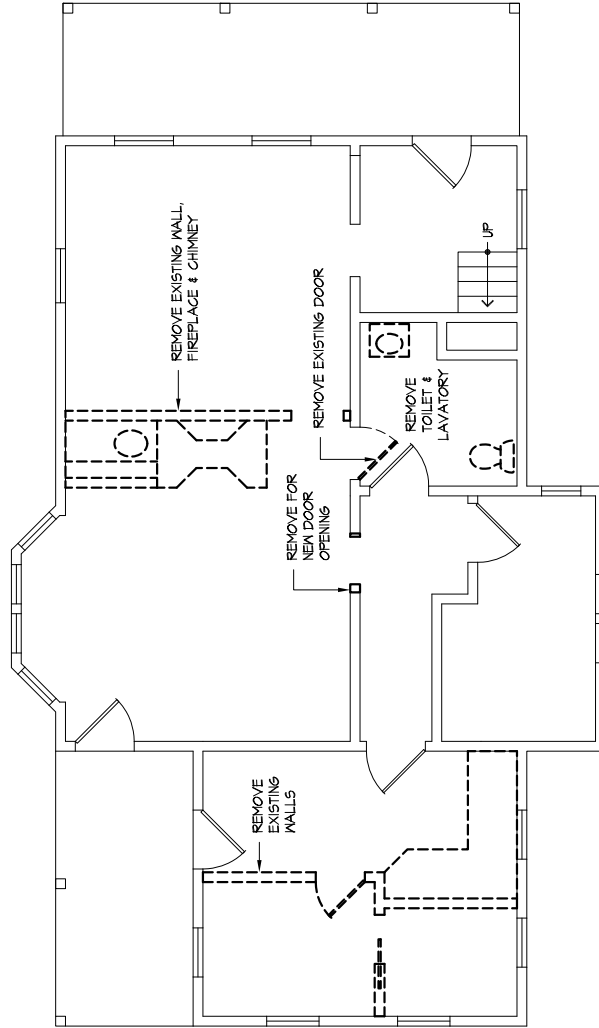 REMOVE EXISTING WALL,
FIREPLACE & CHIMNEY
UP
REMOVE EXISTING DOOR
REMOVE
TOILET &
LAVATORY
REMOVE FOR
NEW DOOR
OPENING
REMOVE
EXISTING
WALLS